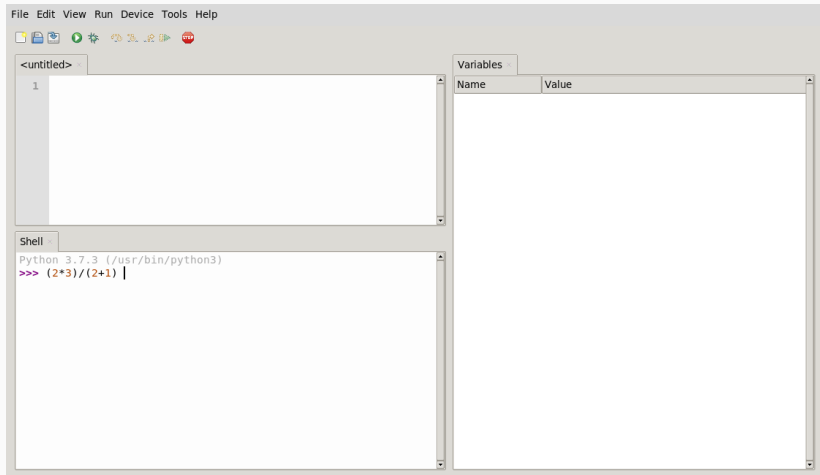 File Edit View Run Device Tools Help
STOP
<untitled> ×
1
Variables ×
Name Value
Shell ×
Python 3.7.3 (/usr/bin/python3)
>>> (2*3)/(2+1)